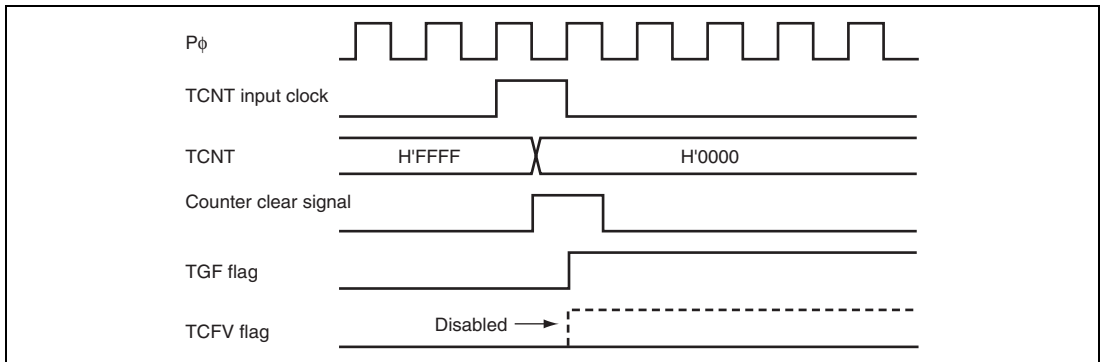 Pϕ
TCNT input clock
TCNT
H'FFFF
H'0000
Counter clear signal
TGF flag
TCFV flag
Disabled